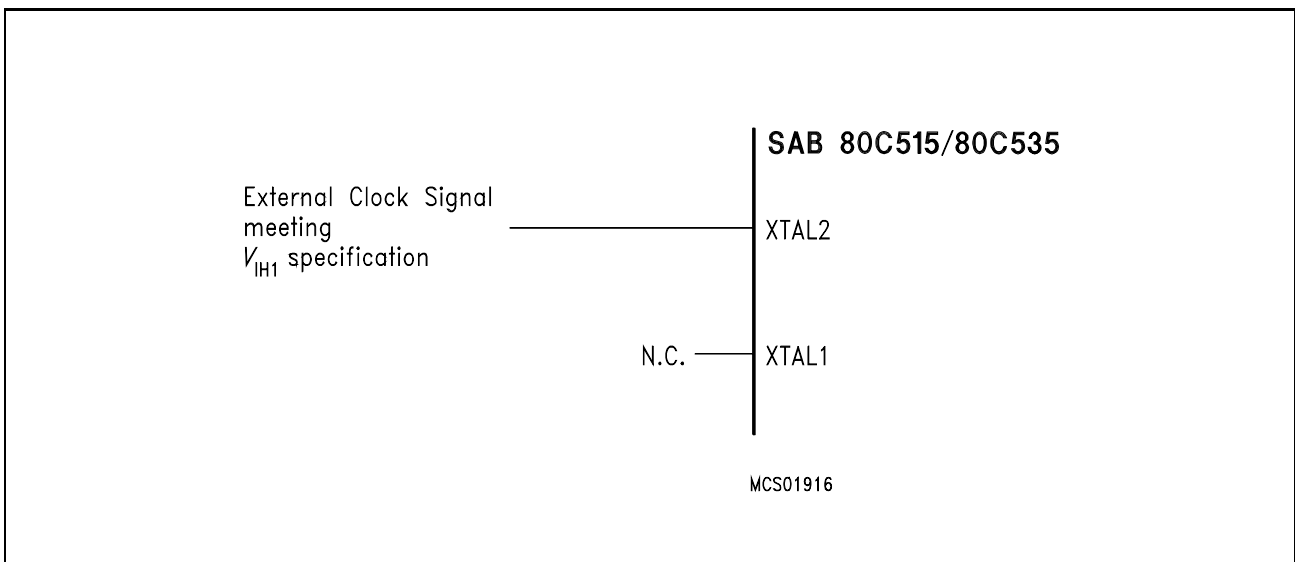 SAB 80C515/80C535
External Clock Signal
meeting
VIH1 specification
XTAL2
N.C.
XTAL1
MCS01916